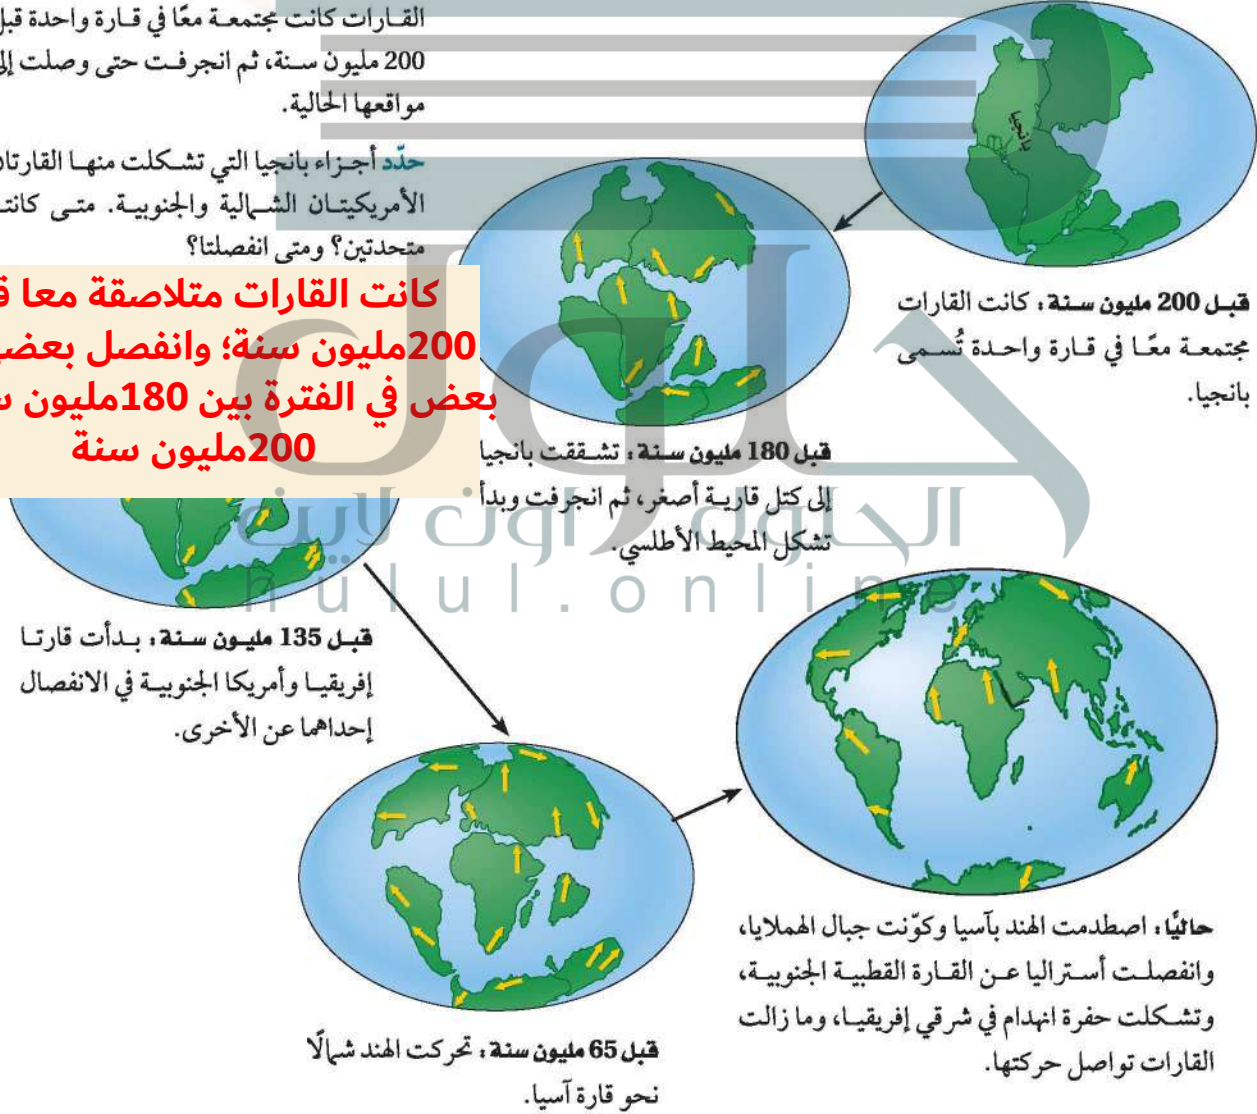 القارات كانت مجتمعة معًا في قارة واحدة قبل
200 مليون سنة، ثم انجرفت حتى وصلت إلى
مواقعها الحالية.
حدّد أجزاء بانجيا التي تشكلت منها القارتان
الأمريكيتان الشمالية والجنوبية. متى كانتا
متحدتين؟ ومتى انفصلتا؟
كانت القارات متلاصقة معا
200مليون سنة؛ وانفصل
بعض في الفترة بين 180مليون
200مليون سنة
بانجيا
قبل 200 مليون سنة، كانت القارات
مجتمعة معًا في قارة واحدة تُسمى
بانجيا.
قبل 180 مليون سنة، تشققت بانجيا
إلى كتل قارية أصغر، ثم انجرفت وبدأ
تشكل المحيط الأطلسي.
قبل 135 مليون سنة، بدأت قارتا
إفريقيا وأمريكا الجنوبية في الانفصال
إحداهما عن الأخرى.
قبل 65 مليون سنة، تحركت الهند شمالًا
نحو قارة آسيا.
حاليًا، اصطدمت الهند بآسيا وكوّنت جبال الهملايا،
وانفصلت أستراليا عن القارة القطبية الجنوبية،
وتشكلت حفرة انهدام في شرقي إفريقيا، وما زالت
القارات تواصل حركتها.
حلول
الحلول اون لاين
hulul.online